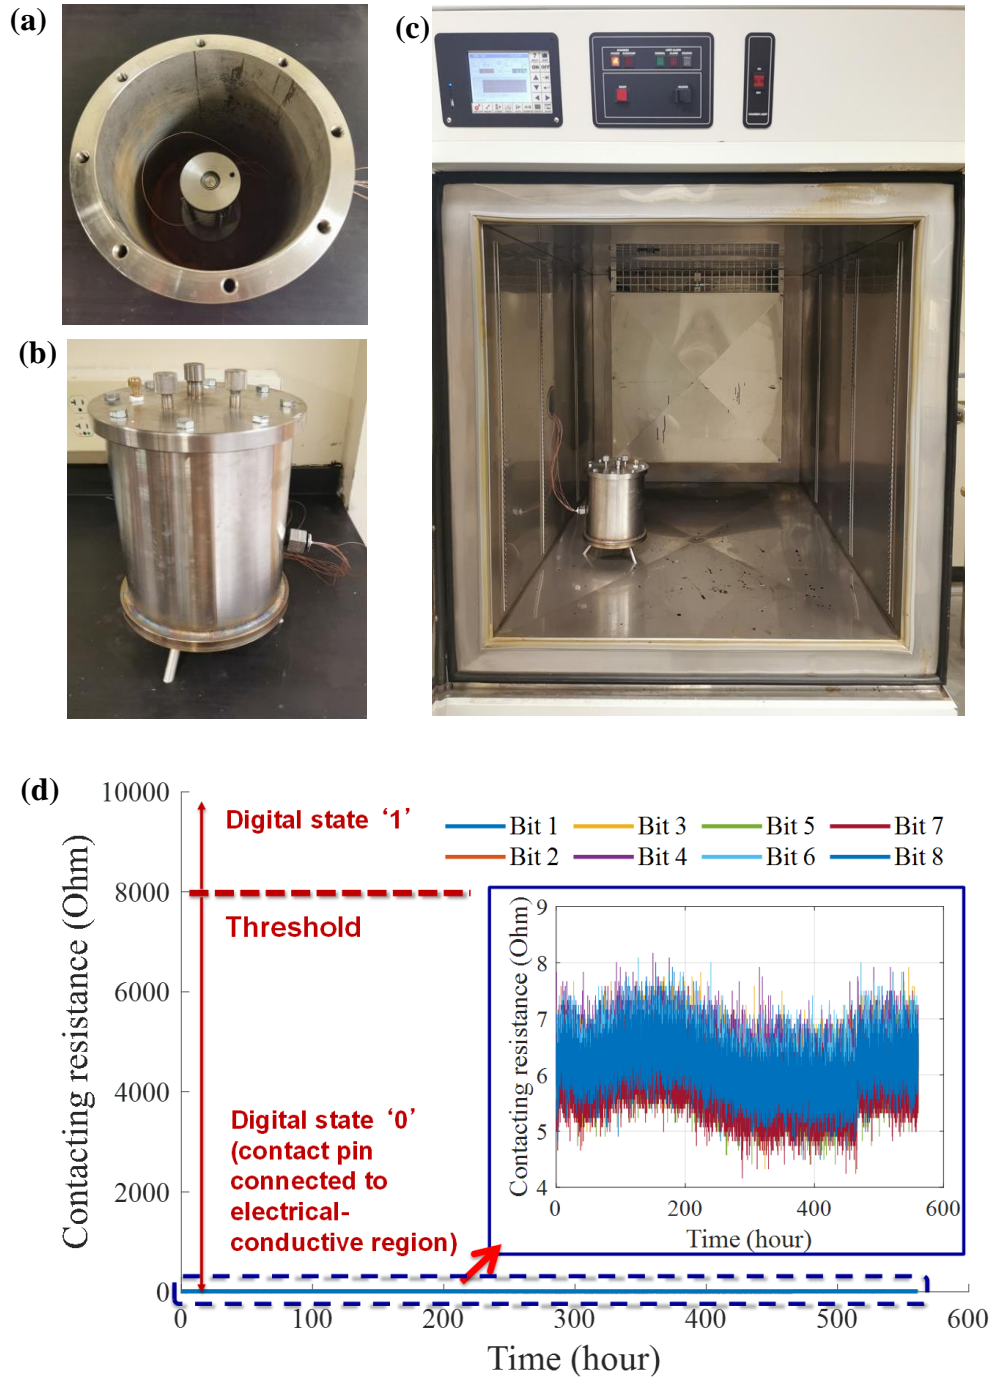 (a)
(c)
(b)
(d)
10000
8000
6000
4000
2000
0
Contacting resistance (Ohm)
Digital state ‘1’
Threshold
Digital state ‘0’
(contact pin
connected to
electrical-
conductive region)
Bit 1
Bit 3
Bit 5
Bit 7
Bit 2
Bit 4
Bit 6
Bit 8
9
8
7
6
5
4
Contacting resistance (Ohm)
0
200
400
600
Time (hour)
0
100
200
300
400
500
600
Time (hour)